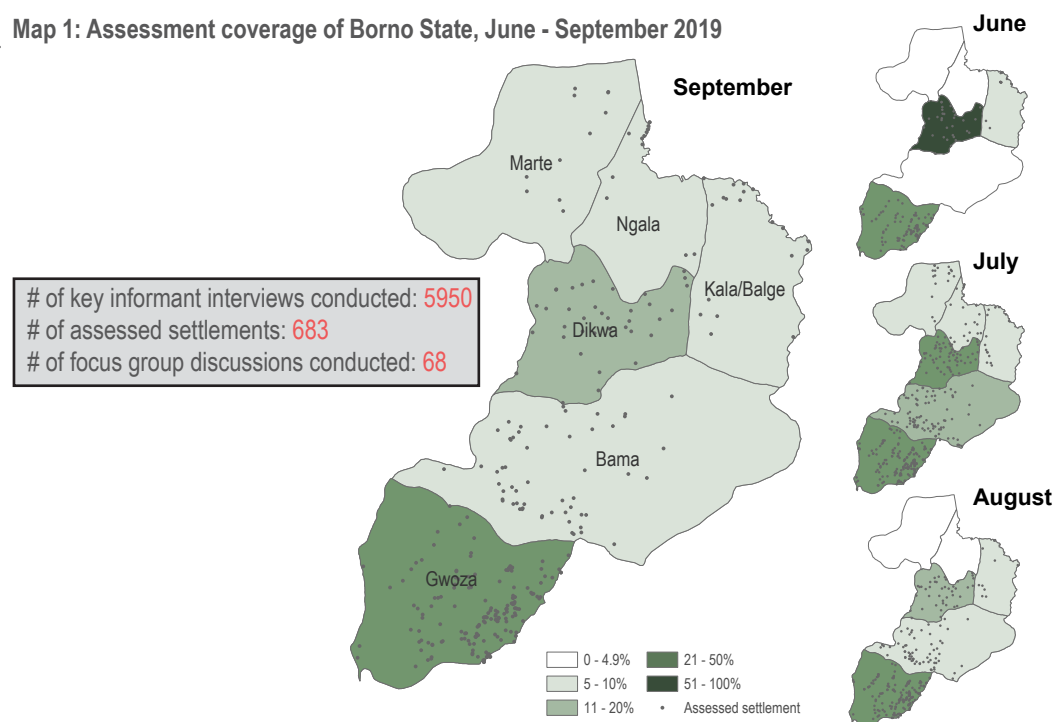 Map 1: Assessment coverage of Borno State, June - September 2019
June
September
Marte
Ngala
Kala/Balge
July
# of key informant interviews conducted: 5950
# of assessed settlements: 683
# of focus group discussions conducted: 68
Dikwa
Bama
August
Gwoza
0 - 4.9%
21 - 50%
5 - 10%
51 - 100%
11 - 20%
Assessed settlement